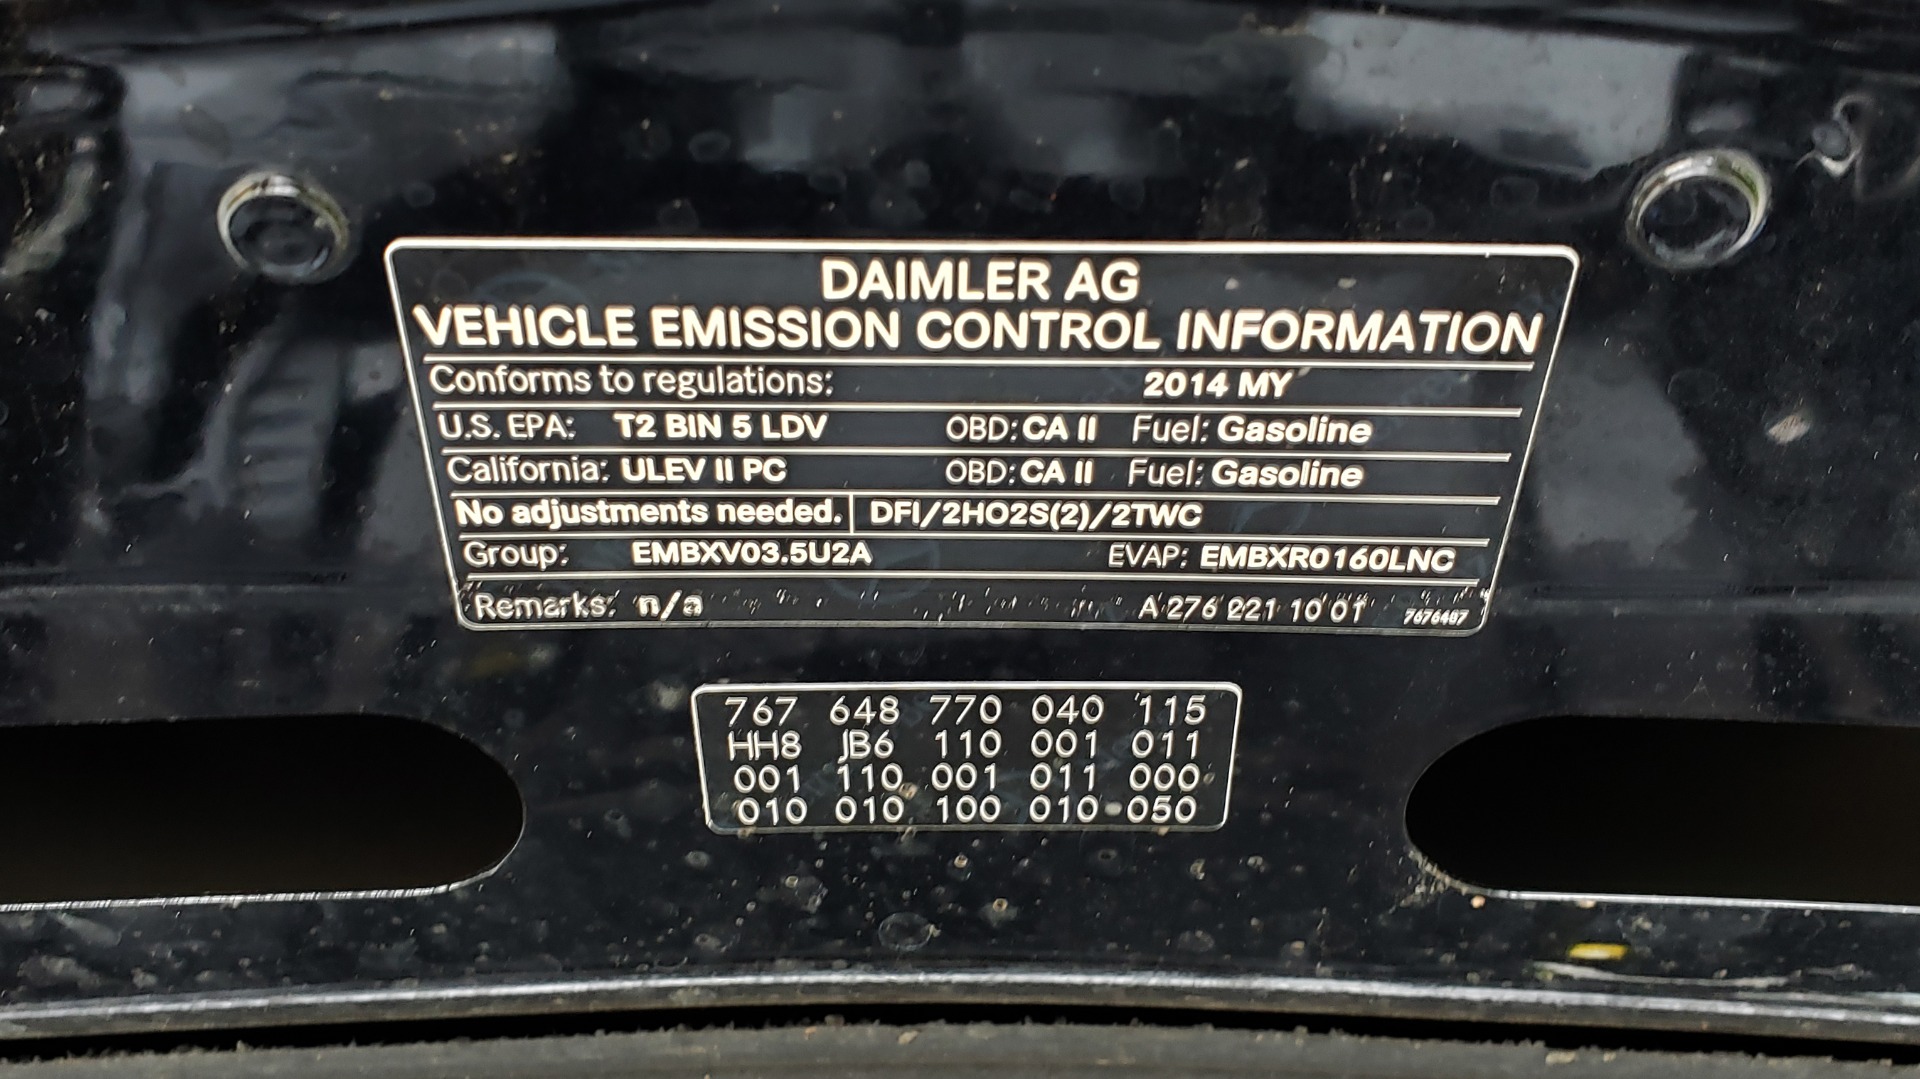 DAIMLER AG
VEHICLE EMISSION CONTROL INFORMATION
Conforms to regulations: 2014 MY
U.S. EPA: T2 BIN 5 LDV OBD: CA II Fuel: Gasoline
California: ULEV II PC OBD: CA II Fuel: Gasoline
No adjustments needed. DFI/2HO2S(2)/2TWC
Group: EMBXV03.5U2A EVAP: EMBXR0160LNC
Remarks: n/a A 276 221 10 01 7676487
767 648 770 040 115
HH8 JB6 110 001 011
001 110 001 011 000
010 010 100 010 050